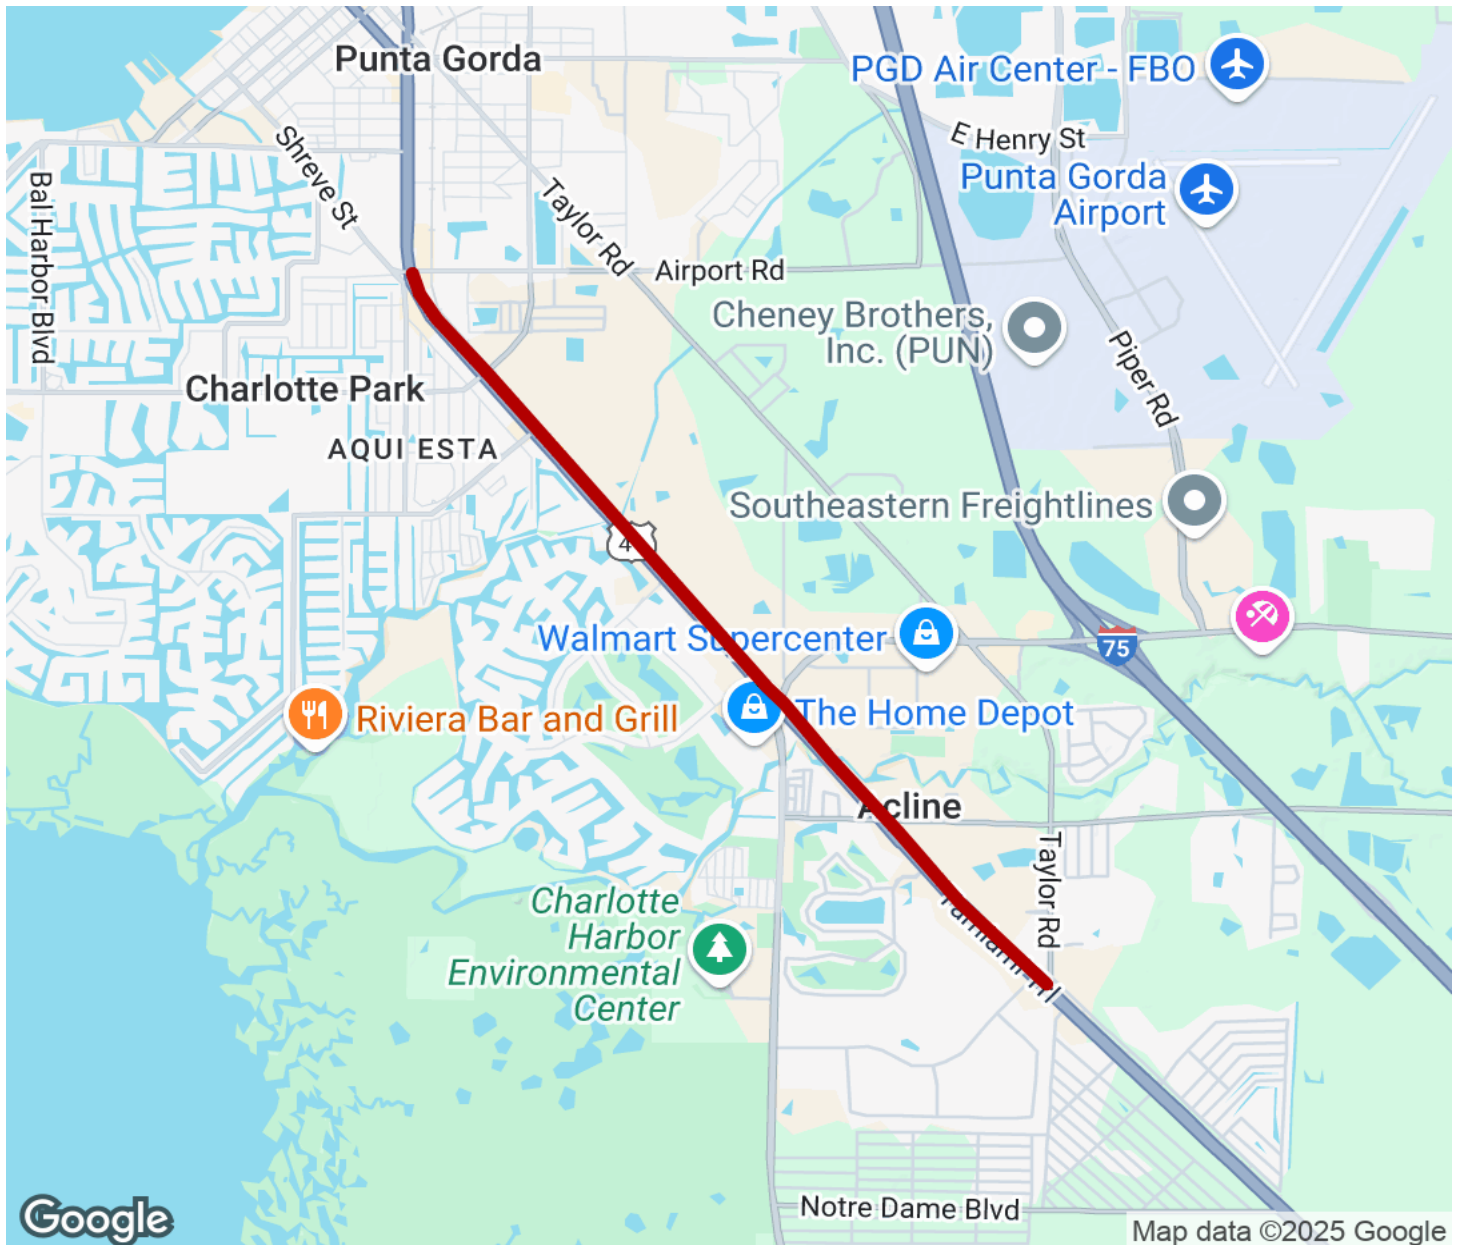 Punta Gorda
PGD Air Center - FBO
E Henry St
Shreve St
Bal Harbor Blvd
Taylor Rd
Punta Gorda
Airport
Airport Rd
Cheney Brothers,
Inc. (PUN)
Piper Rd
Charlotte Park
AQUI ESTA
Southeastern Freightlines
4
Walmart Supercenter
75
Riviera Bar and Grill
The Home Depot
Acline
Taylor Rd
Charlotte
Harbor
Environmental
Center
Notre Dame Blvd
Google
Map data ©2025 Google